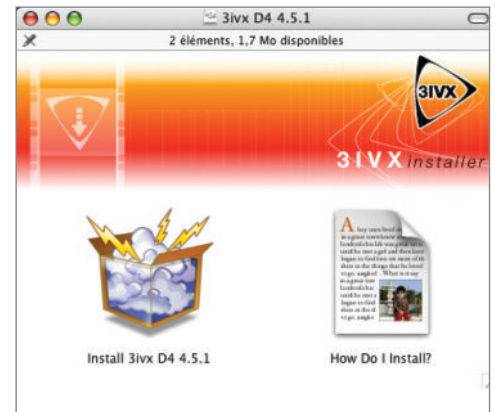 3ivx D4 4.5.1
2 éléments, 1,7 Mo disponibles
3IVX
3IVX installer
Install 3ivx D4 4.5.1
How Do I Install?